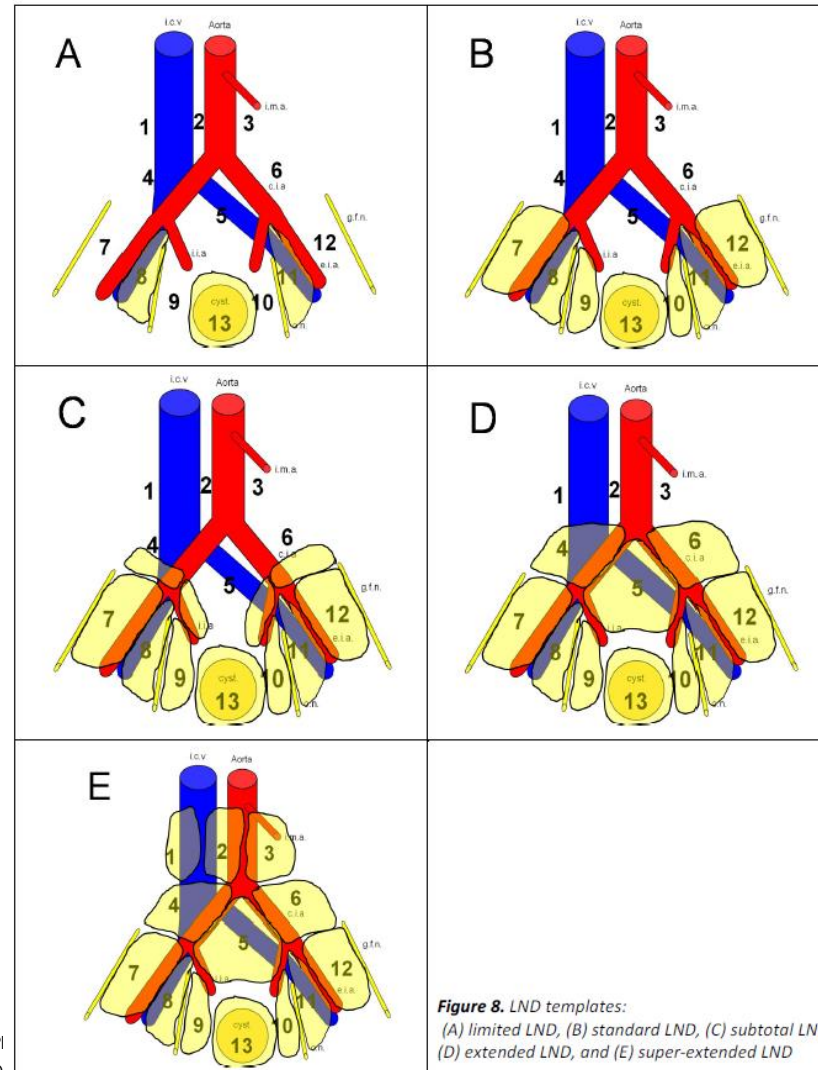 i.c.v Aorta
A
i.m.a.
1 2 3
4 6
c.i.a
5
g.f.n.
7 12
i.i.a e.i.a.
8 11
9 10
cyst.
13
i.c.v Aorta
B
i.m.a.
1 2 3
4 6
c.i.a
5
g.f.n.
7 12
i.i.a e.i.a.
8 11
9 10
cyst.
13
i.c.v Aorta
C
i.m.a.
1 2 3
4 6
c.i.a
5
g.f.n.
7 12
i.i.a e.i.a.
8 11
9 10
cyst.
13
i.c.v Aorta
D
i.m.a.
1 2 3
4 6
c.i.a
5
g.f.n.
7 12
i.i.a e.i.a.
8 11
9 10
cyst.
13
i.c.v Aorta
E
i.m.a.
1 2 3
4 6
c.i.a
5
g.f.n.
7 12
i.i.a e.i.a.
8 11
9 10
cyst.
13
Figure 8. LND templates:
(A) limited LND, (B) standard LND, (C) subtotal LN
(D) extended LND, and (E) super-extended LND